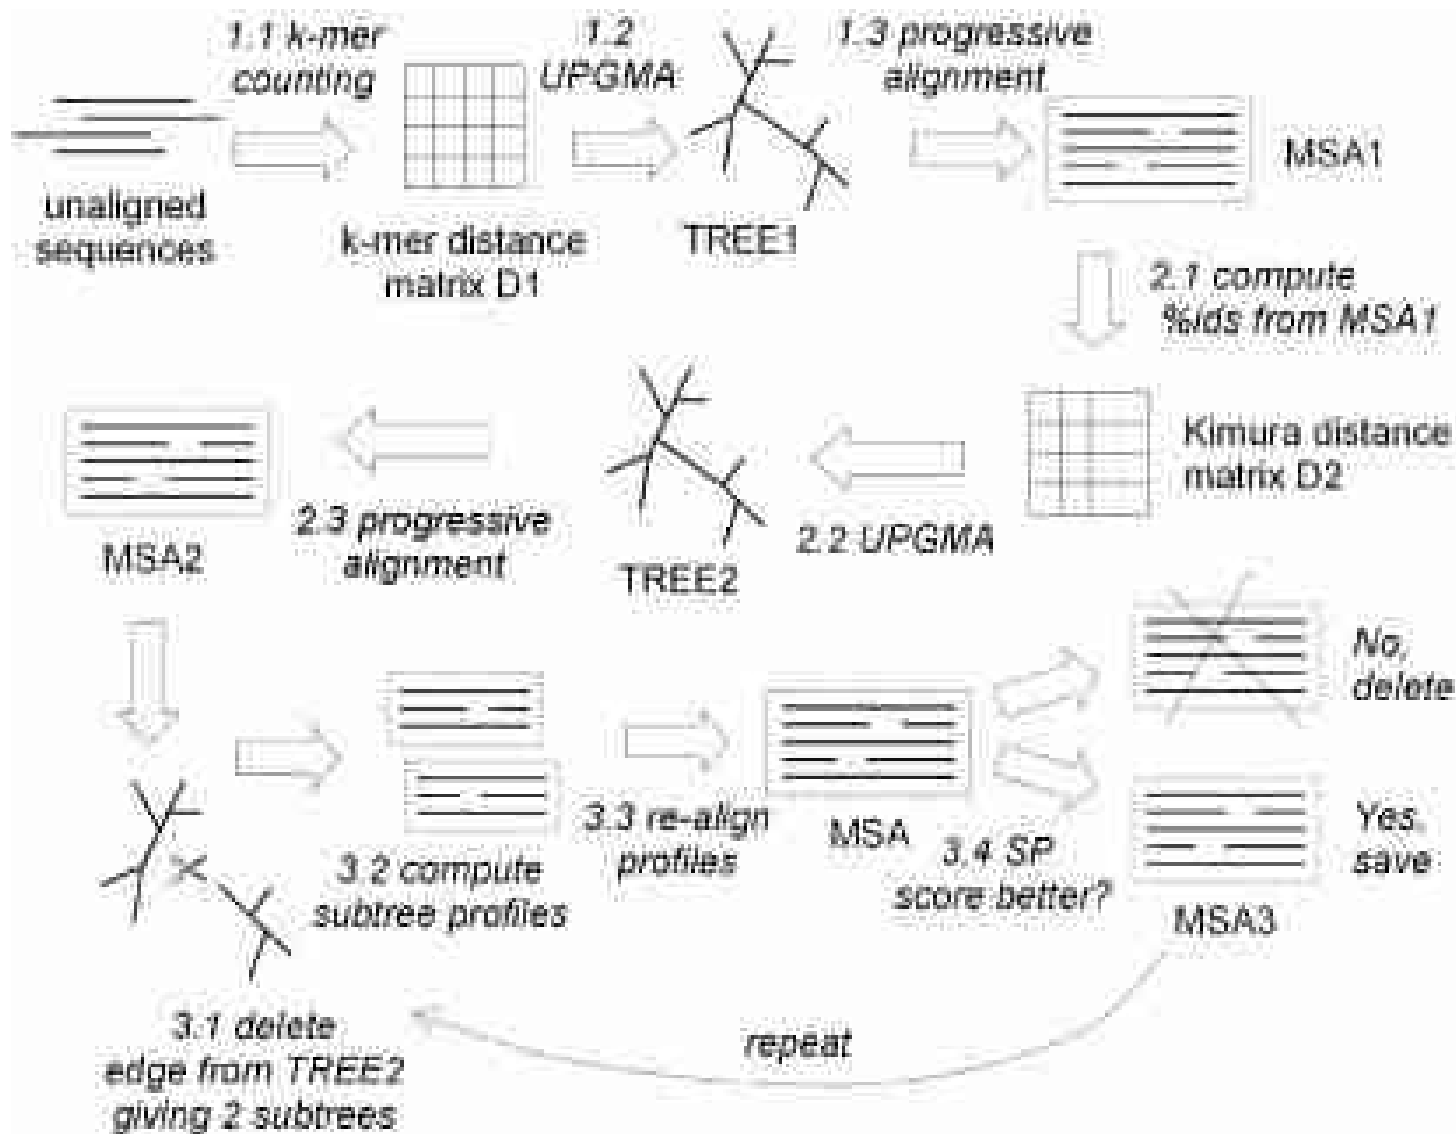 1.1 k-mer
counting
1.2
UPGMA
1.3 progressive
alignment
unaligned
sequences
k-mer distance
matrix D1
TREE1
MSA1
2.1 compute
%ids from MSA1
Kimura distance
matrix D2
2.2 UPGMA
TREE2
2.3 progressive
alignment
MSA2
3.1 delete
edge from TREE2
giving 2 subtrees
3.2 compute
subtree profiles
3.3 re-align
profiles
MSA
3.4 SP
score better?
No,
delete
Yes,
save
MSA3
repeat